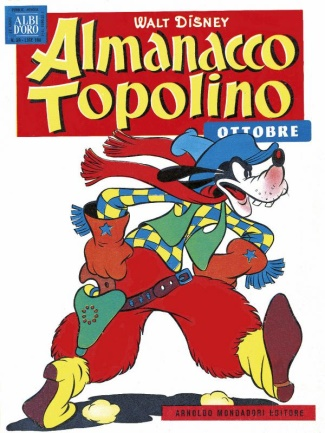 ALBI
D'ORO
WALT DISNEY
Almanacco
Topolino
OTTOBRE
ARNOLDO MONDADORI EDITORE